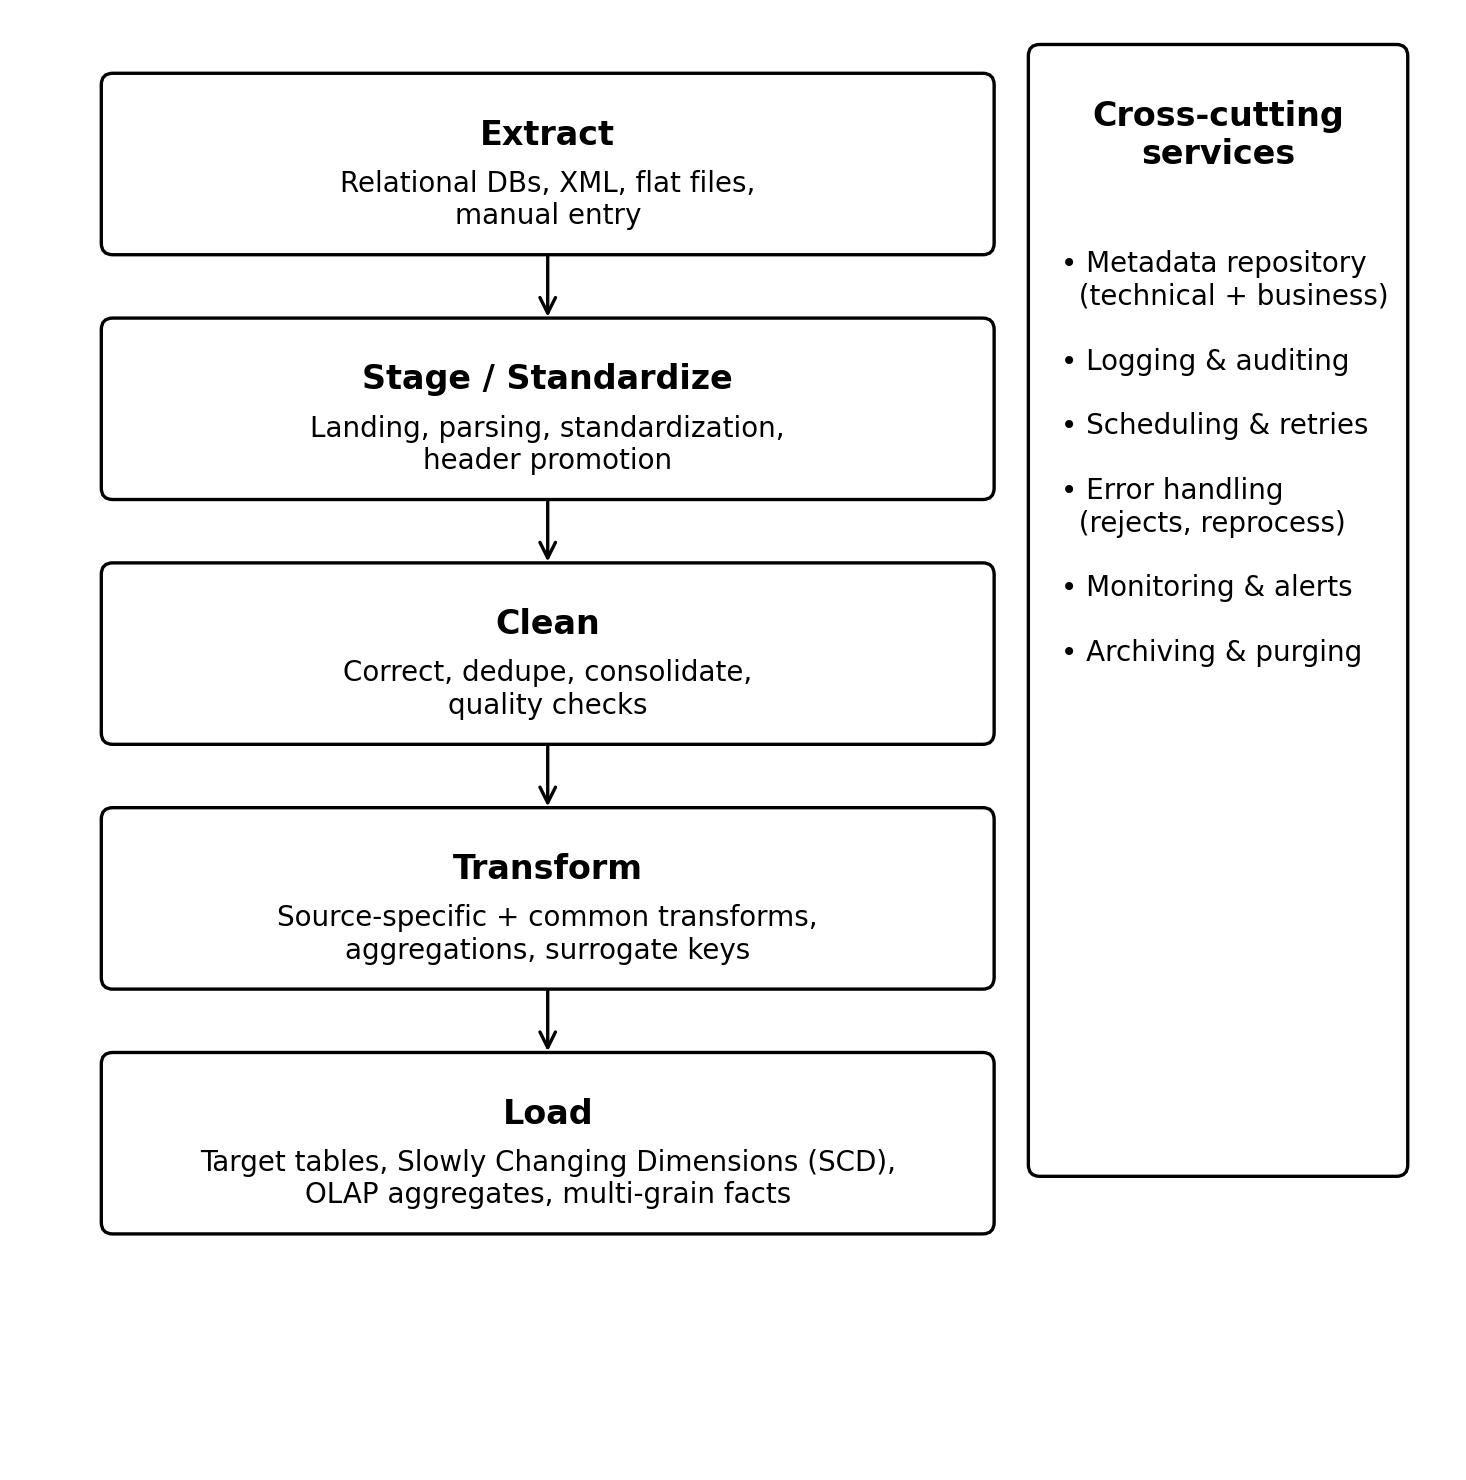 Extract
Relational DBs, XML, flat files,
manual entry
Stage / Standardize
Landing, parsing, standardization,
header promotion
Clean
Correct, dedupe, consolidate,
quality checks
Transform
Source-specific + common transforms,
aggregations, surrogate keys
Load
Target tables, Slowly Changing Dimensions (SCD),
OLAP aggregates, multi-grain facts
Cross-cutting
services
• Metadata repository
(technical + business)
• Logging & auditing
• Scheduling & retries
• Error handling
(rejects, reprocess)
• Monitoring & alerts
• Archiving & purging